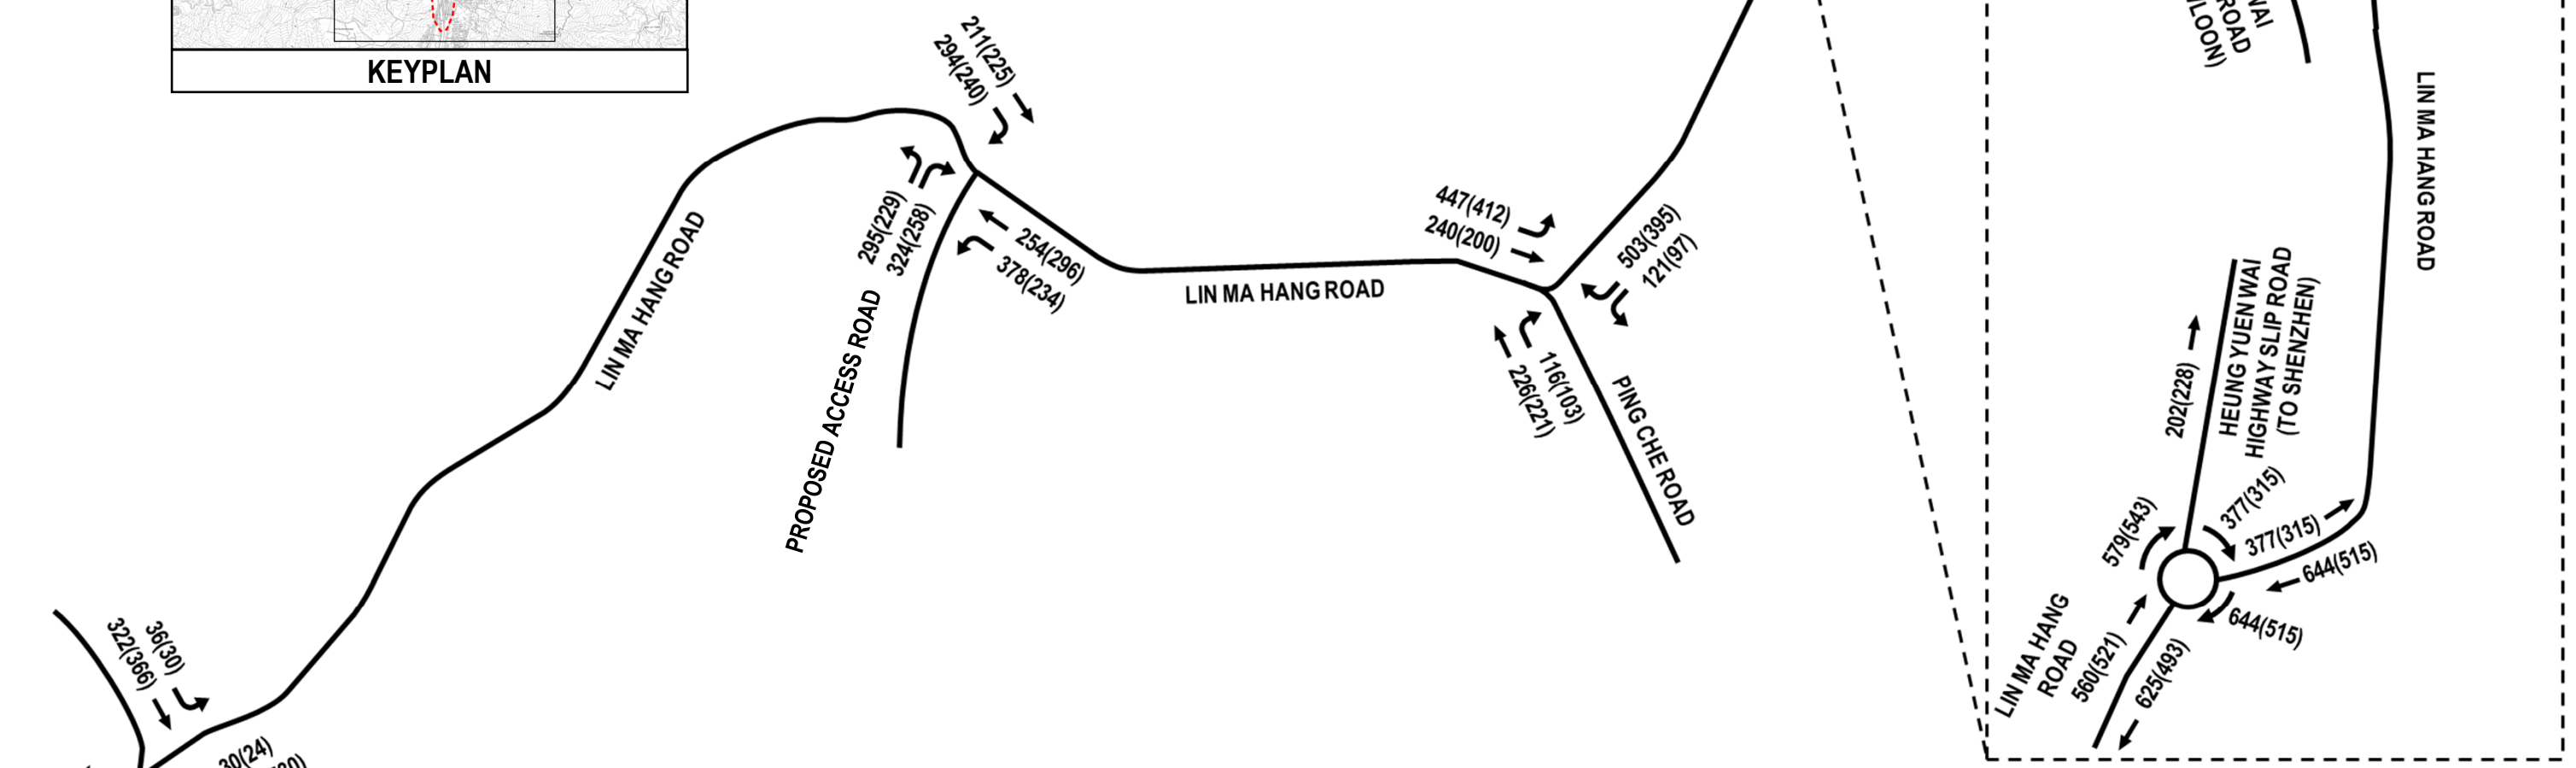 KEYPLAN
211(225)
294(240)
295(229)
324(258)
254(296)
378(234)
LIN MA HANG ROAD
PROPOSED ACCESS ROAD
LIN MA HANG ROAD
447(412)
240(200)
503(395)
121(97)
116(103)
226(221)
PING CHE ROAD
322(366)
36(30)
30(24)
ROAD
LIN MA HANG ROAD
202(228)
HEUNG YUEN WAI
HIGHWAY SLIP ROAD
(TO SHENZHEN)
579(543)
377(315)
377(315)
644(515)
644(515)
LIN MA HANG
ROAD
560(521)
625(493)